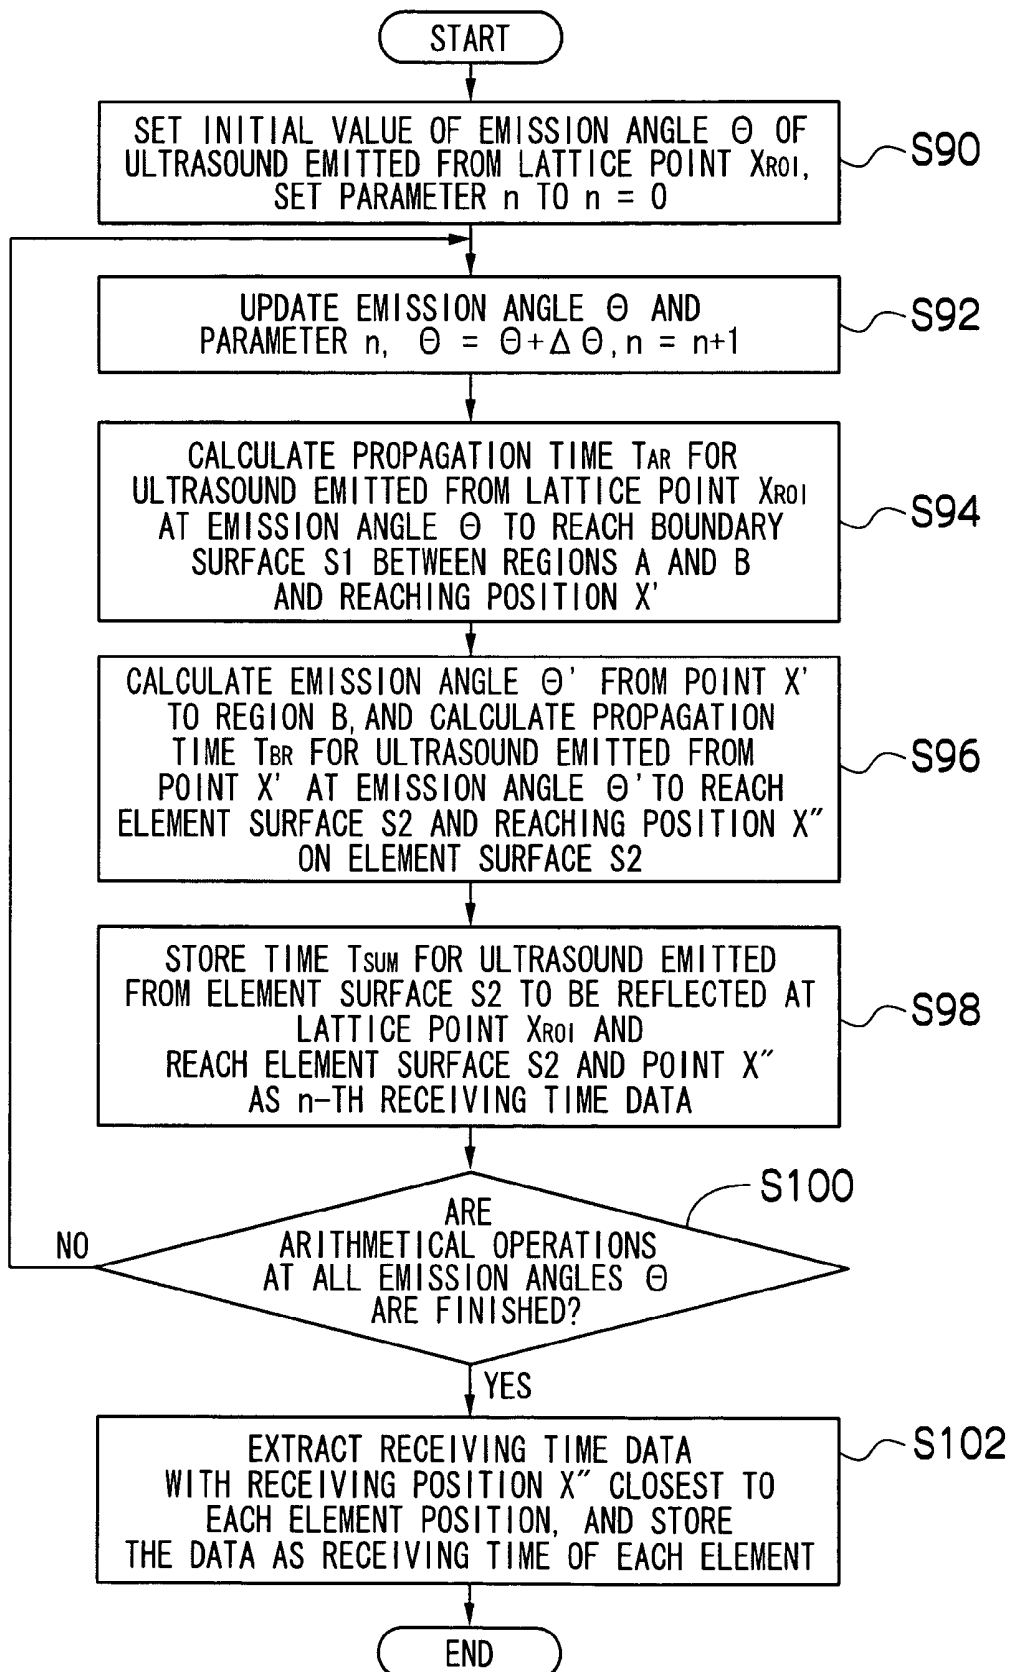 START
SET INITIAL VALUE OF EMISSION ANGLE Θ OF
ULTRASOUND EMITTED FROM LATTICE POINT XROI,
SET PARAMETER n TO n = 0
S90
UPDATE EMISSION ANGLE Θ AND
PARAMETER n, Θ = Θ+Δ Θ, n = n+1
S92
CALCULATE PROPAGATION TIME TAR FOR
ULTRASOUND EMITTED FROM LATTICE POINT XROI
AT EMISSION ANGLE Θ TO REACH BOUNDARY
SURFACE S1 BETWEEN REGIONS A AND B
AND REACHING POSITION X'
S94
CALCULATE EMISSION ANGLE Θ' FROM POINT X'
TO REGION B, AND CALCULATE PROPAGATION
TIME TBR FOR ULTRASOUND EMITTED FROM
POINT X' AT EMISSION ANGLE Θ' TO REACH
ELEMENT SURFACE S2 AND REACHING POSITION X″
ON ELEMENT SURFACE S2
S96
STORE TIME TSUM FOR ULTRASOUND EMITTED
FROM ELEMENT SURFACE S2 TO BE REFLECTED AT
LATTICE POINT XROI AND
REACH ELEMENT SURFACE S2 AND POINT X″
AS n-TH RECEIVING TIME DATA
S98
ARE
ARITHMETICAL OPERATIONS
AT ALL EMISSION ANGLES Θ
ARE FINISHED?
S100
NO
YES
EXTRACT RECEIVING TIME DATA
WITH RECEIVING POSITION X″ CLOSEST TO
EACH ELEMENT POSITION, AND STORE
THE DATA AS RECEIVING TIME OF EACH ELEMENT
S102
END